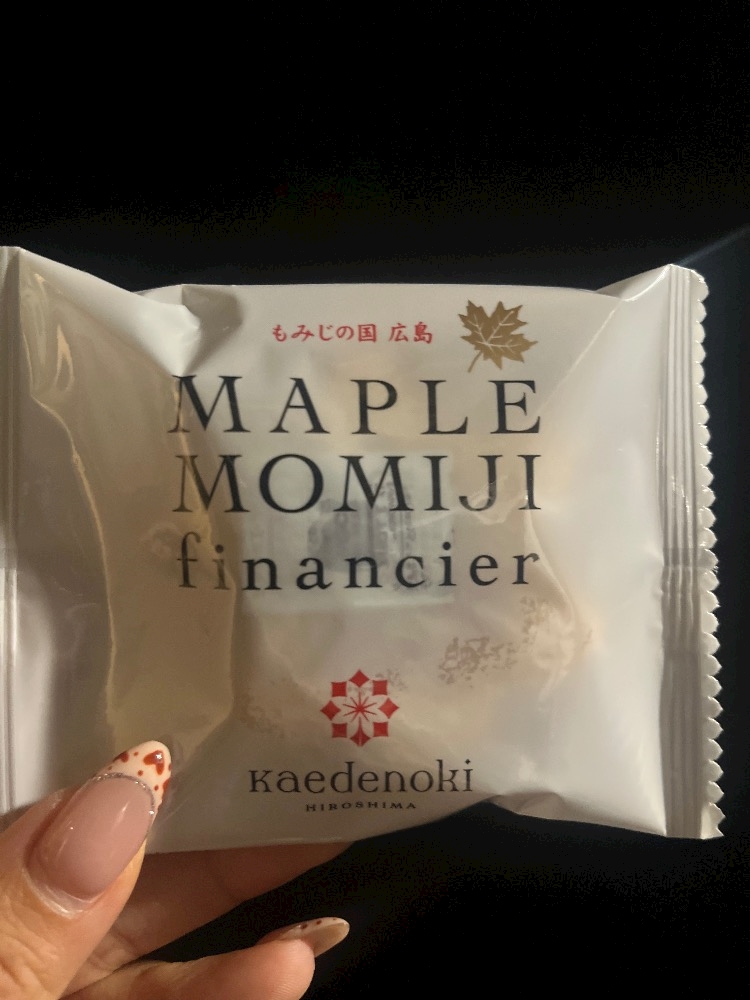 もみじの国 広島
MAPLE
MOMIJI
financier
Kaedenoki
HIROSHIMA